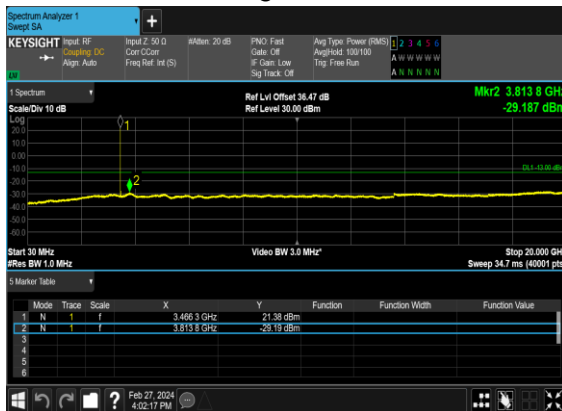 Spectrum Analyzer 1
Swept SA
+
KEYSIGHT
Input: RF
Coupling: DC
Align: Auto
Input Z: 50 Ω
Corr CCorr
Freq Ref: Int (S)
#Atten: 20 dB
PNO: Fast
Gate: Off
IF Gain: Low
Sig Track: Off
Avg Type: Power (RMS)
Avg|Hold: 100/100
Trig: Free Run
1 2 3 4 5 6
A W W W W W
A N N N N N
1 Spectrum
Scale/Div 10 dB
Ref Lvl Offset 36.47 dB
Ref Level 30.00 dBm
Mkr2 3.813 8 GHz
-29.187 dBm
Log
20.0
10.0
0.00
-10.0
-20.0
-30.0
-40.0
-50.0
-60.0
1
2
DL1 -13.00 dBm
Start 30 MHz
#Res BW 1.0 MHz
Video BW 3.0 MHz*
Stop 20.000 GHz
Sweep 34.7 ms (40001 pts)
5 Marker Table
Mode Trace Scale X Y Function Function Width Function Value
1 N 1 f 3.466 3 GHz 21.38 dBm
2 N 1 f 3.813 8 GHz -29.19 dBm
3
4
5
6
?
Feb 27, 2024
4:02:17 PM